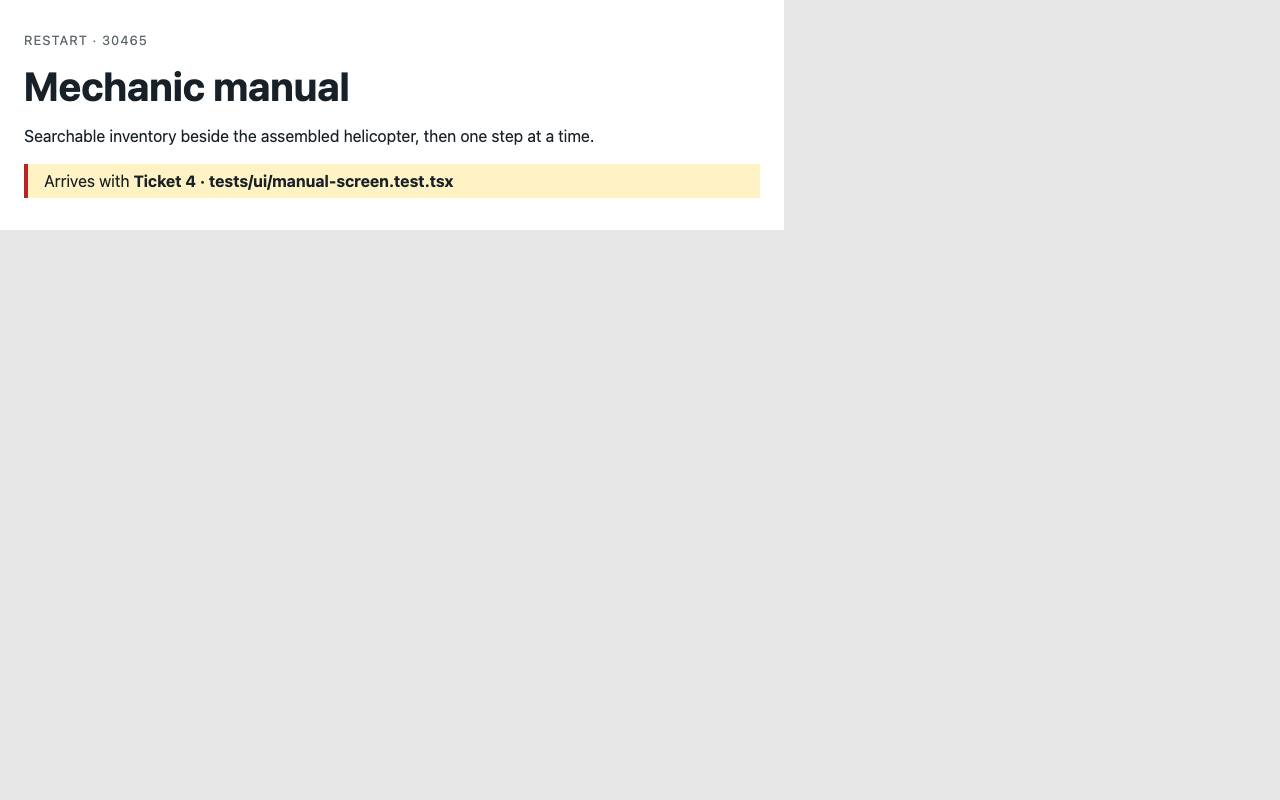 RESTART · 30465
Mechanic manual
Searchable inventory beside the assembled helicopter, then one step at a time.
Arrives with Ticket 4 · tests/ui/manual-screen.test.tsx